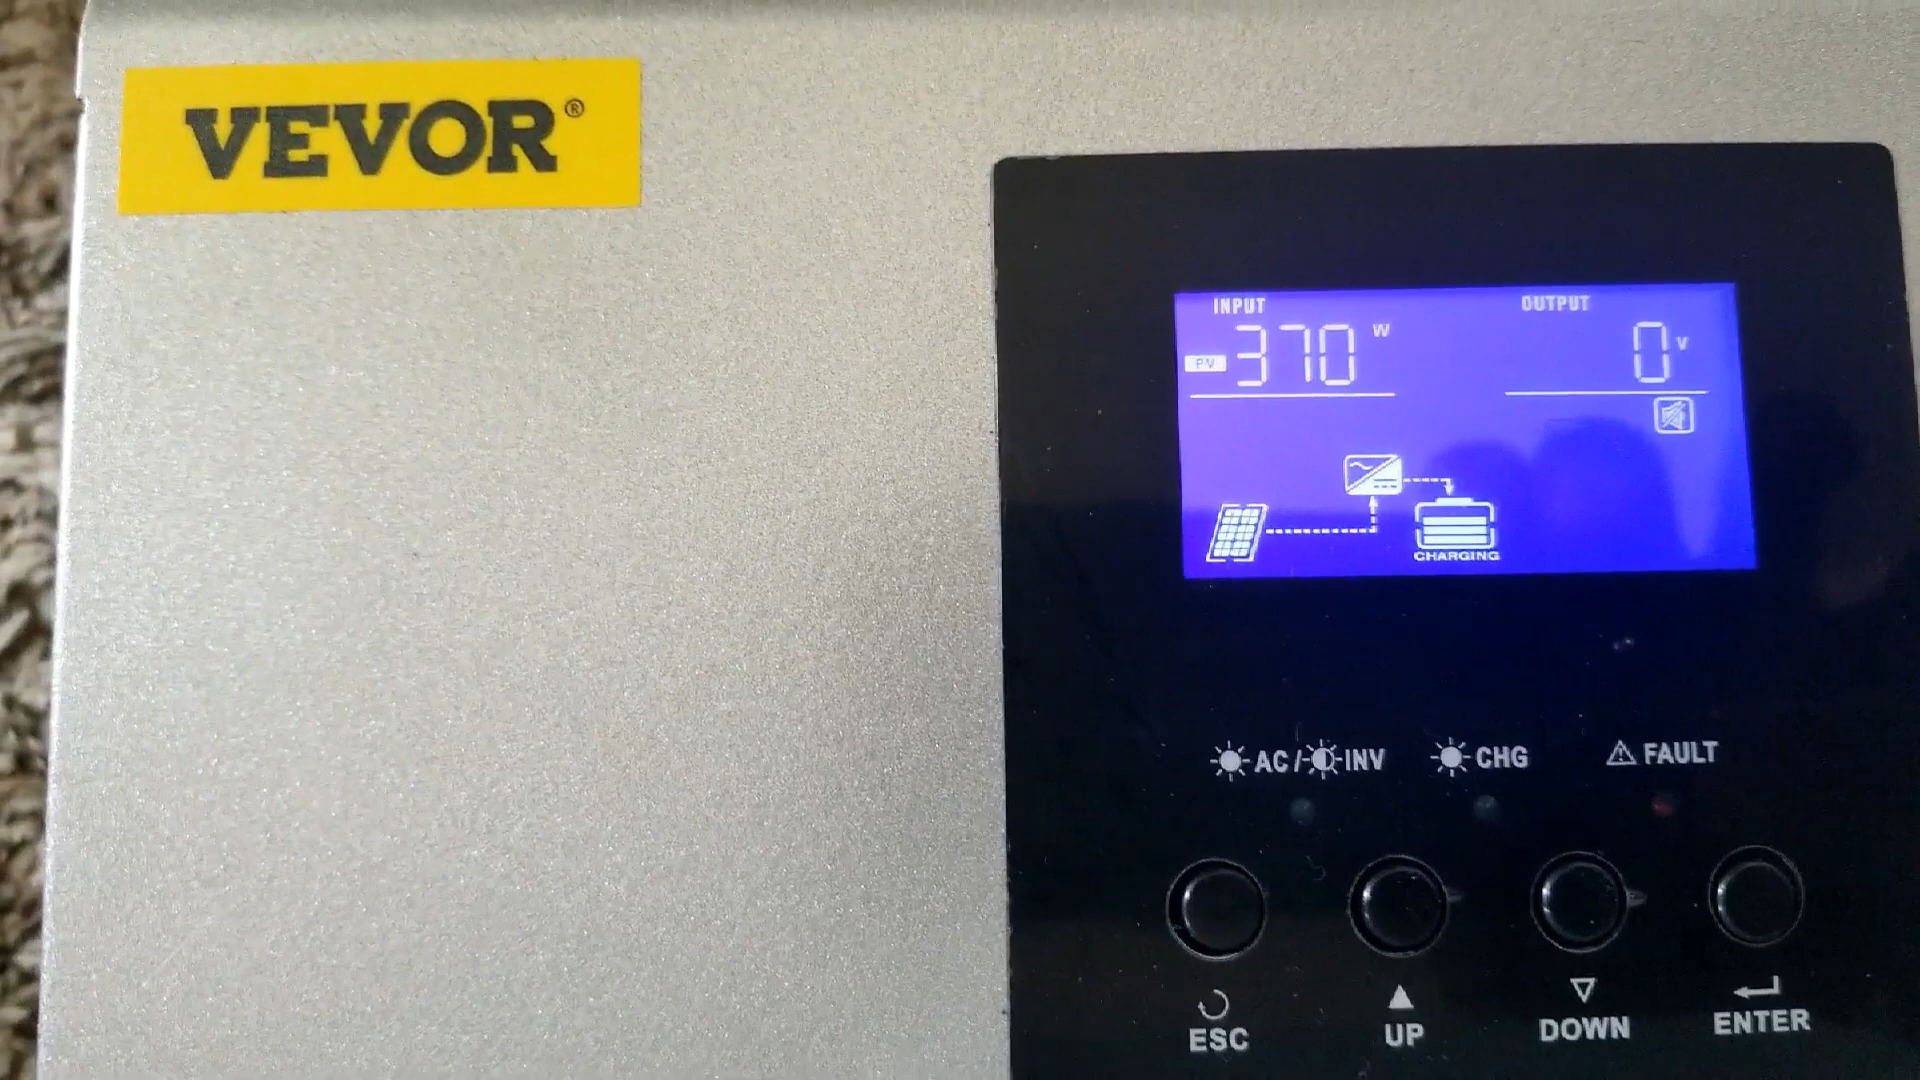 VEVOR®
INPUT OUTPUT
PV 370 W 0 V
CHARGING
AC / INV CHG FAULT
ESC UP DOWN ENTER